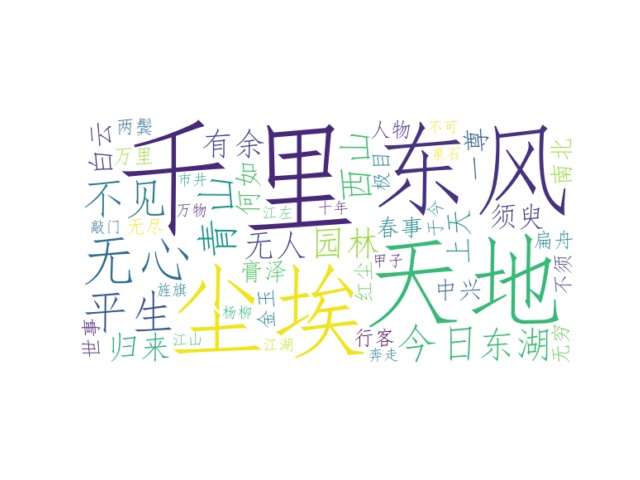 千里
东风
天地
尘埃
白云
两鬓
万里
有余
何如
西山
人物
极目
不可
泉石
一尊
南北
不见
青山
市井
万物
江左
十年
春事
于今
上天
须臾
扁舟
敲门
无尽
无心
无人
园林
甲子
膏泽
红尘
中兴
不须
平生
旌旗
杨柳
金玉
世事
归来
江山
江湖
行客
奔走
今日
东湖
无穷